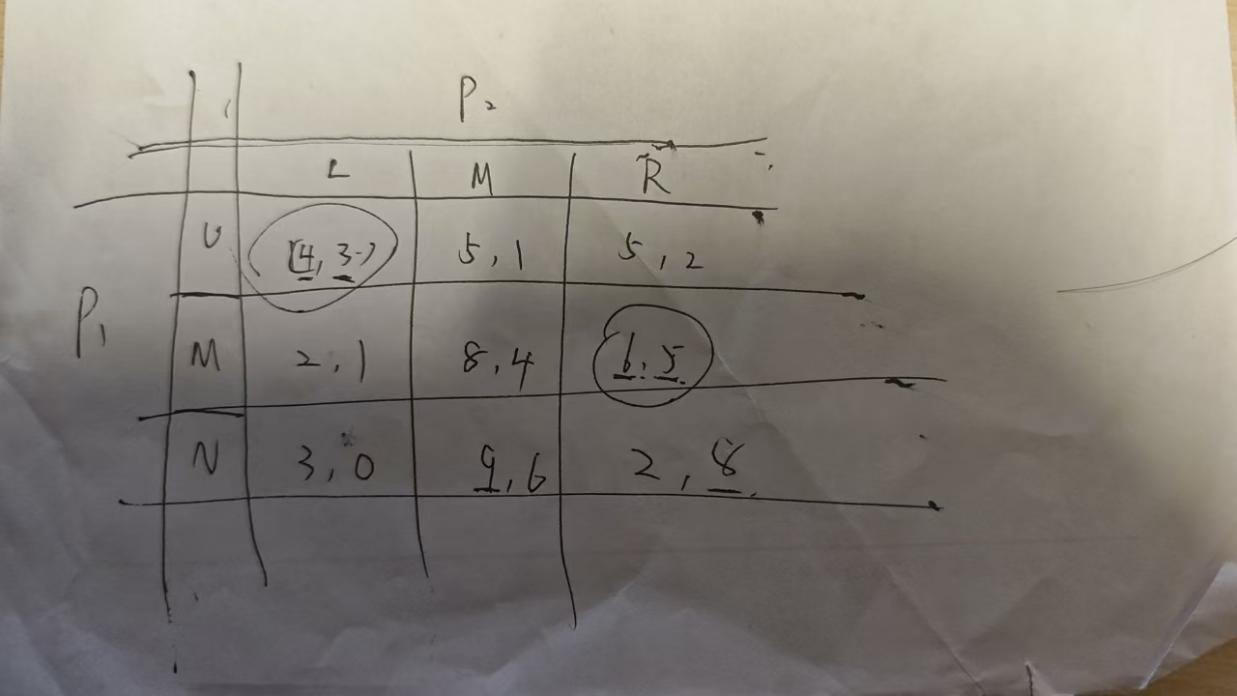 P₂
L M R
U (4, 3) 5, 1 5, 2
P₁
M 2, 1 8, 4 6, 5
N 3, 0 9, 6 2, 8